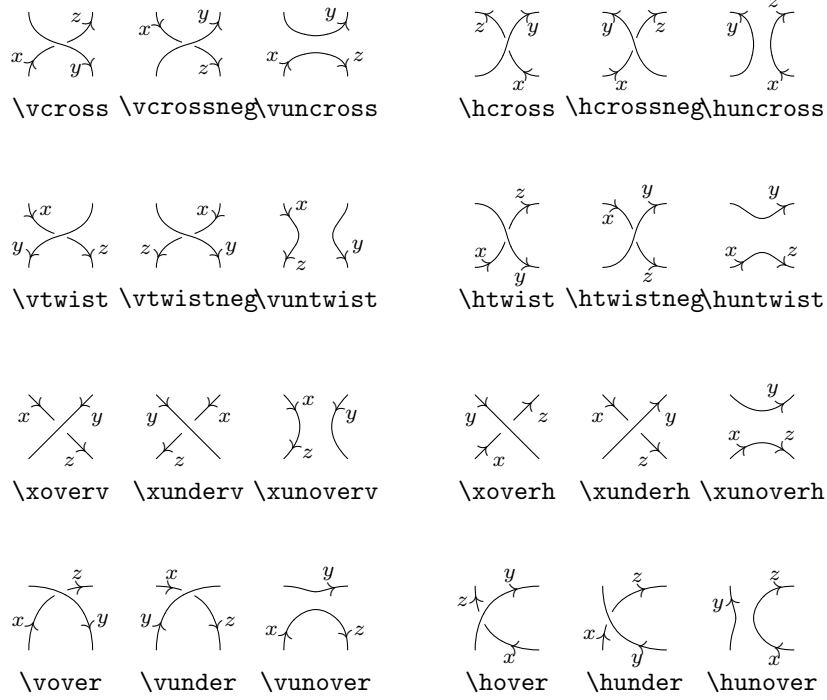 z y y z y y z z
x y x z x z x x y x
\vcross \vcrossneg \vuncross \hcross \hcrossneg \huncross
x x x z x y y
y z z y z y x y z x z
\vtwist \vtwistneg \vuntwist \htwist \htwistneg \huntwist
x y y x x y y z x y y
z z z x z x z
\xoverv \xunderv \xunoverv \xoverh \xunderh \xunoverh
z x y y z z
x y y z x z z x x y y x
\vover \vunder \vunover \hover \hunder \hunover